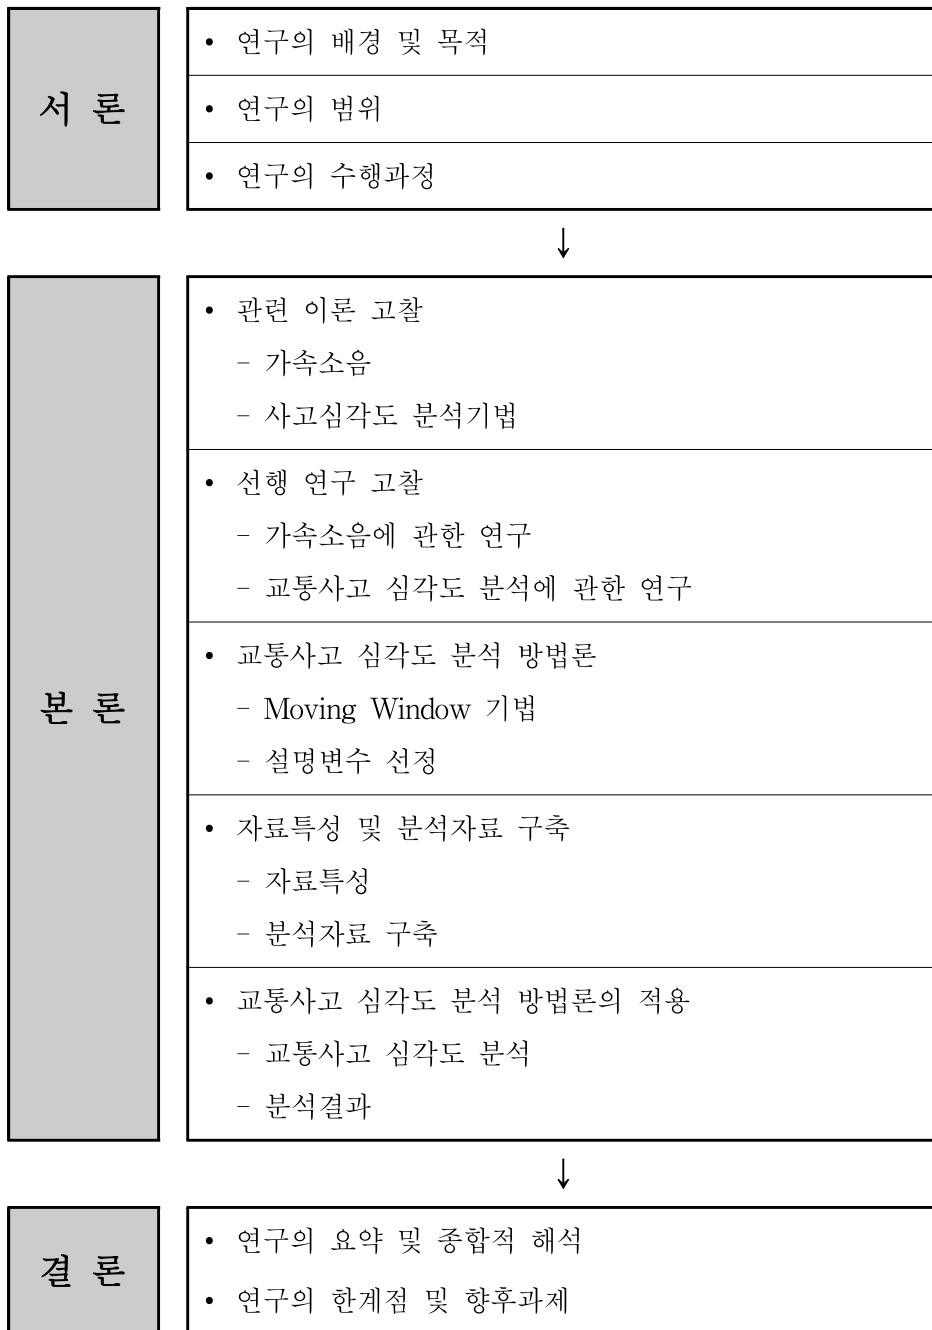 서 론
• 연구의 배경 및 목적
• 연구의 범위
• 연구의 수행과정
↓
본 론
• 관련 이론 고찰
- 가속소음
- 사고심각도 분석기법
• 선행 연구 고찰
- 가속소음에 관한 연구
- 교통사고 심각도 분석에 관한 연구
• 교통사고 심각도 분석 방법론
- Moving Window 기법
- 설명변수 선정
• 자료특성 및 분석자료 구축
- 자료특성
- 분석자료 구축
• 교통사고 심각도 분석 방법론의 적용
- 교통사고 심각도 분석
- 분석결과
↓
결 론
• 연구의 요약 및 종합적 해석
• 연구의 한계점 및 향후과제